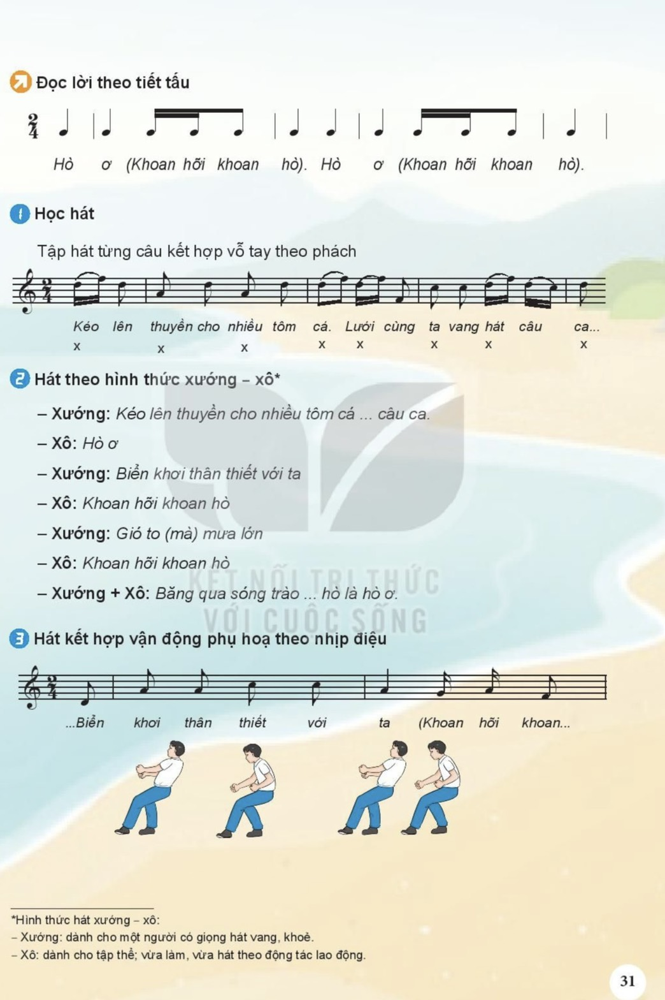 Đọc lời theo tiết tấu
2
4
Hò ơ (Khoan hỡi khoan hò). Hò ơ (Khoan hỡi khoan hò).
1 Học hát
Tập hát từng câu kết hợp vỗ tay theo phách
2
4
Kéo lên thuyền cho nhiều tôm cá. Lưới cùng ta vang hát câu ca...
x x x x x x x x
2 Hát theo hình thức xướng – xô*
– Xướng: Kéo lên thuyền cho nhiều tôm cá ... câu ca.
– Xô: Hò ơ
– Xướng: Biển khơi thân thiết với ta
– Xô: Khoan hỡi khoan hò
– Xướng: Gió to (mà) mưa lớn
– Xô: Khoan hỡi khoan hò
– Xướng + Xô: Băng qua sóng trào ... hò là hò ơ.
KẾT NỐI TRI THỨC
VỚI CUỘC SỐNG
3 Hát kết hợp vận động phụ hoạ theo nhịp điệu
2
4
...Biển khơi thân thiết với ta (Khoan hỡi khoan...
*Hình thức hát xướng – xô:
– Xướng: dành cho một người có giọng hát vang, khoẻ.
– Xô: dành cho tập thể; vừa làm, vừa hát theo động tác lao động.
31